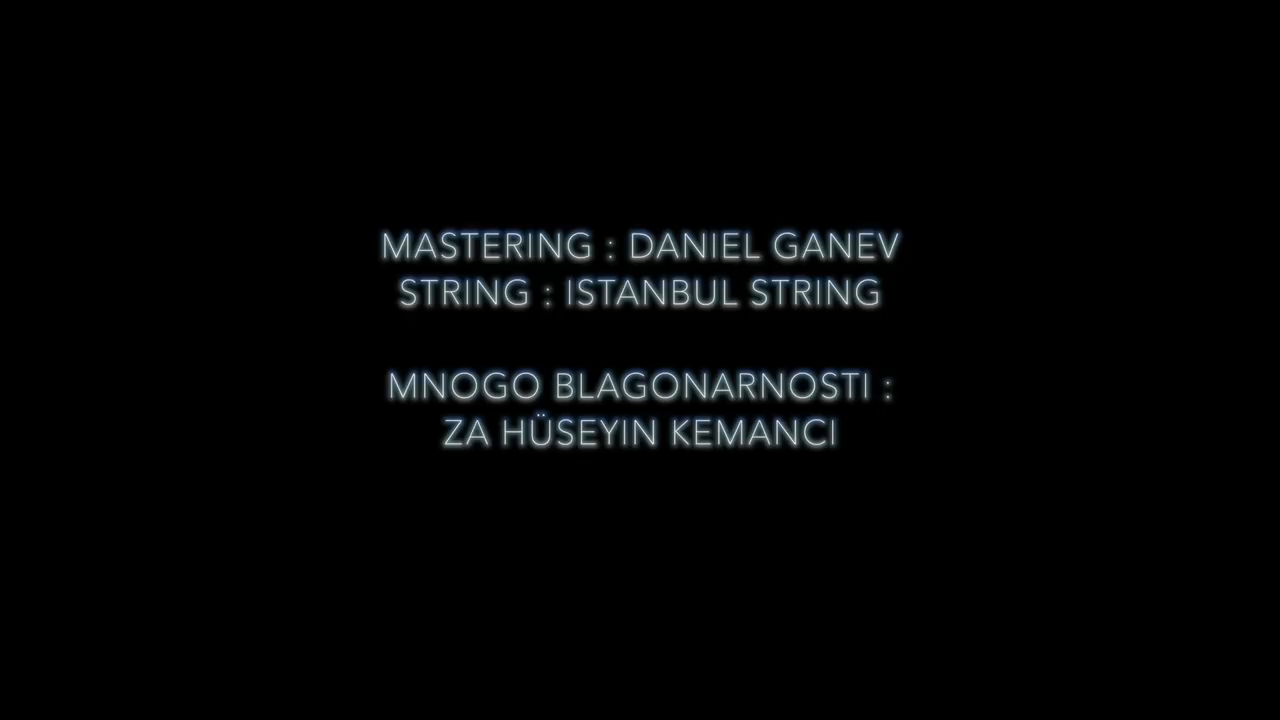 MASTERING : DANIEL GANEV
STRING : ISTANBUL STRING
MNOGO BLAGONARNOSTI :
ZA HÜSEYIN KEMANCI